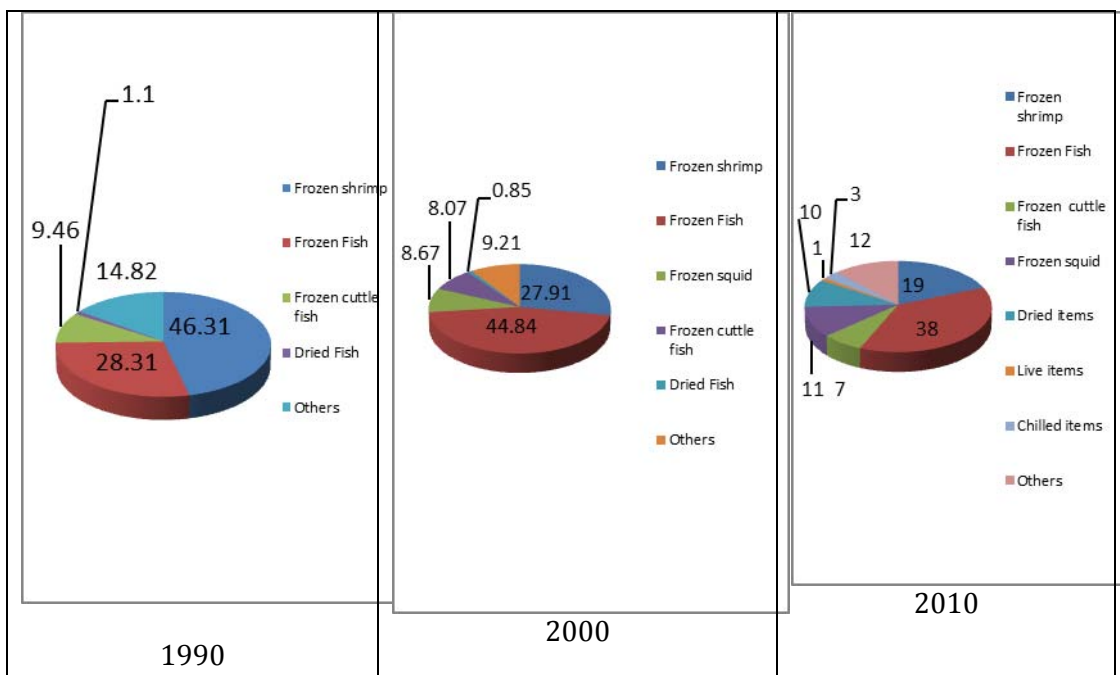 1.1
9.46
14.82
46.31
28.31
Frozen shrimp
Frozen Fish
Frozen cuttle
fish
Dried Fish
Others
1990
0.85
8.07
9.21
8.67
27.91
44.84
Frozen shrimp
Frozen Fish
Frozen squid
Frozen cuttle
fish
Dried Fish
Others
2000
3
10
1
12
19
38
11
7
Frozen
shrimp
Frozen Fish
Frozen cuttle
fish
Frozen squid
Dried items
Live items
Chilled items
Others
2010